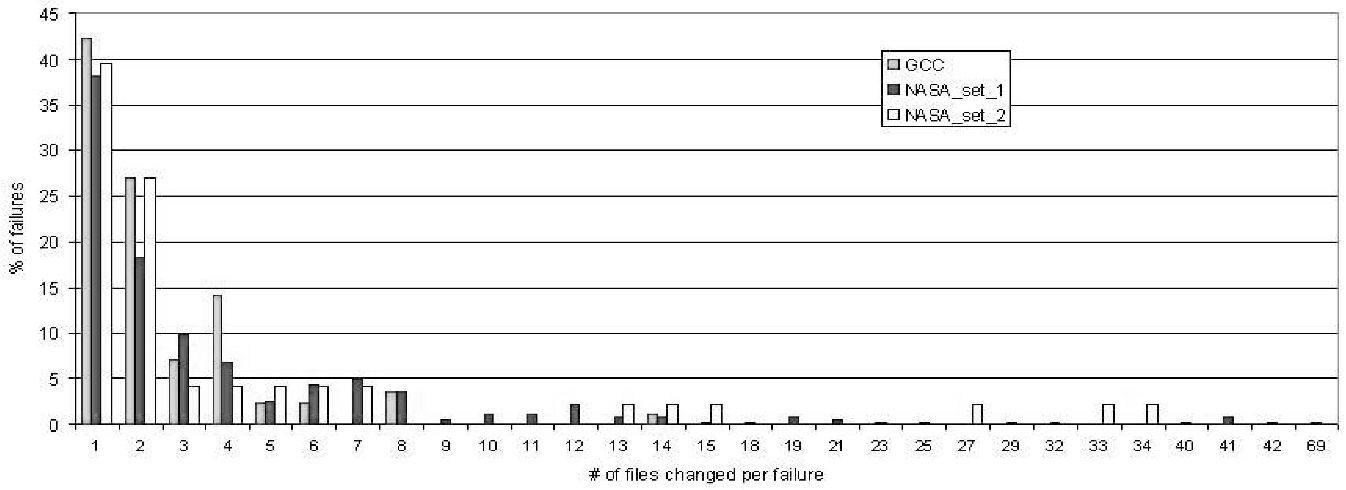 45
40
35
30
25
20
15
10
5
0
% of failures
GCC
NASA_set_1
NASA_set_2
1 2 3 4 5 6 7 8 9 10 11 12 13 14 15 18 19 21 23 25 27 29 32 33 34 40 41 42 69
# of files changed per failure